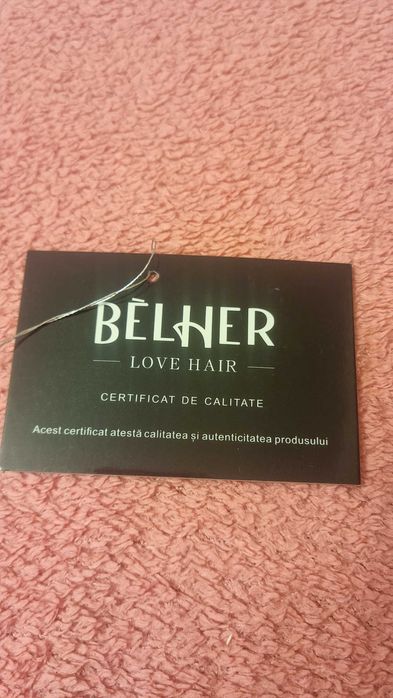 BÈLHER
LOVE HAIR
CERTIFICAT DE CALITATE
Acest certificat atestă calitatea și autenticitatea produsului